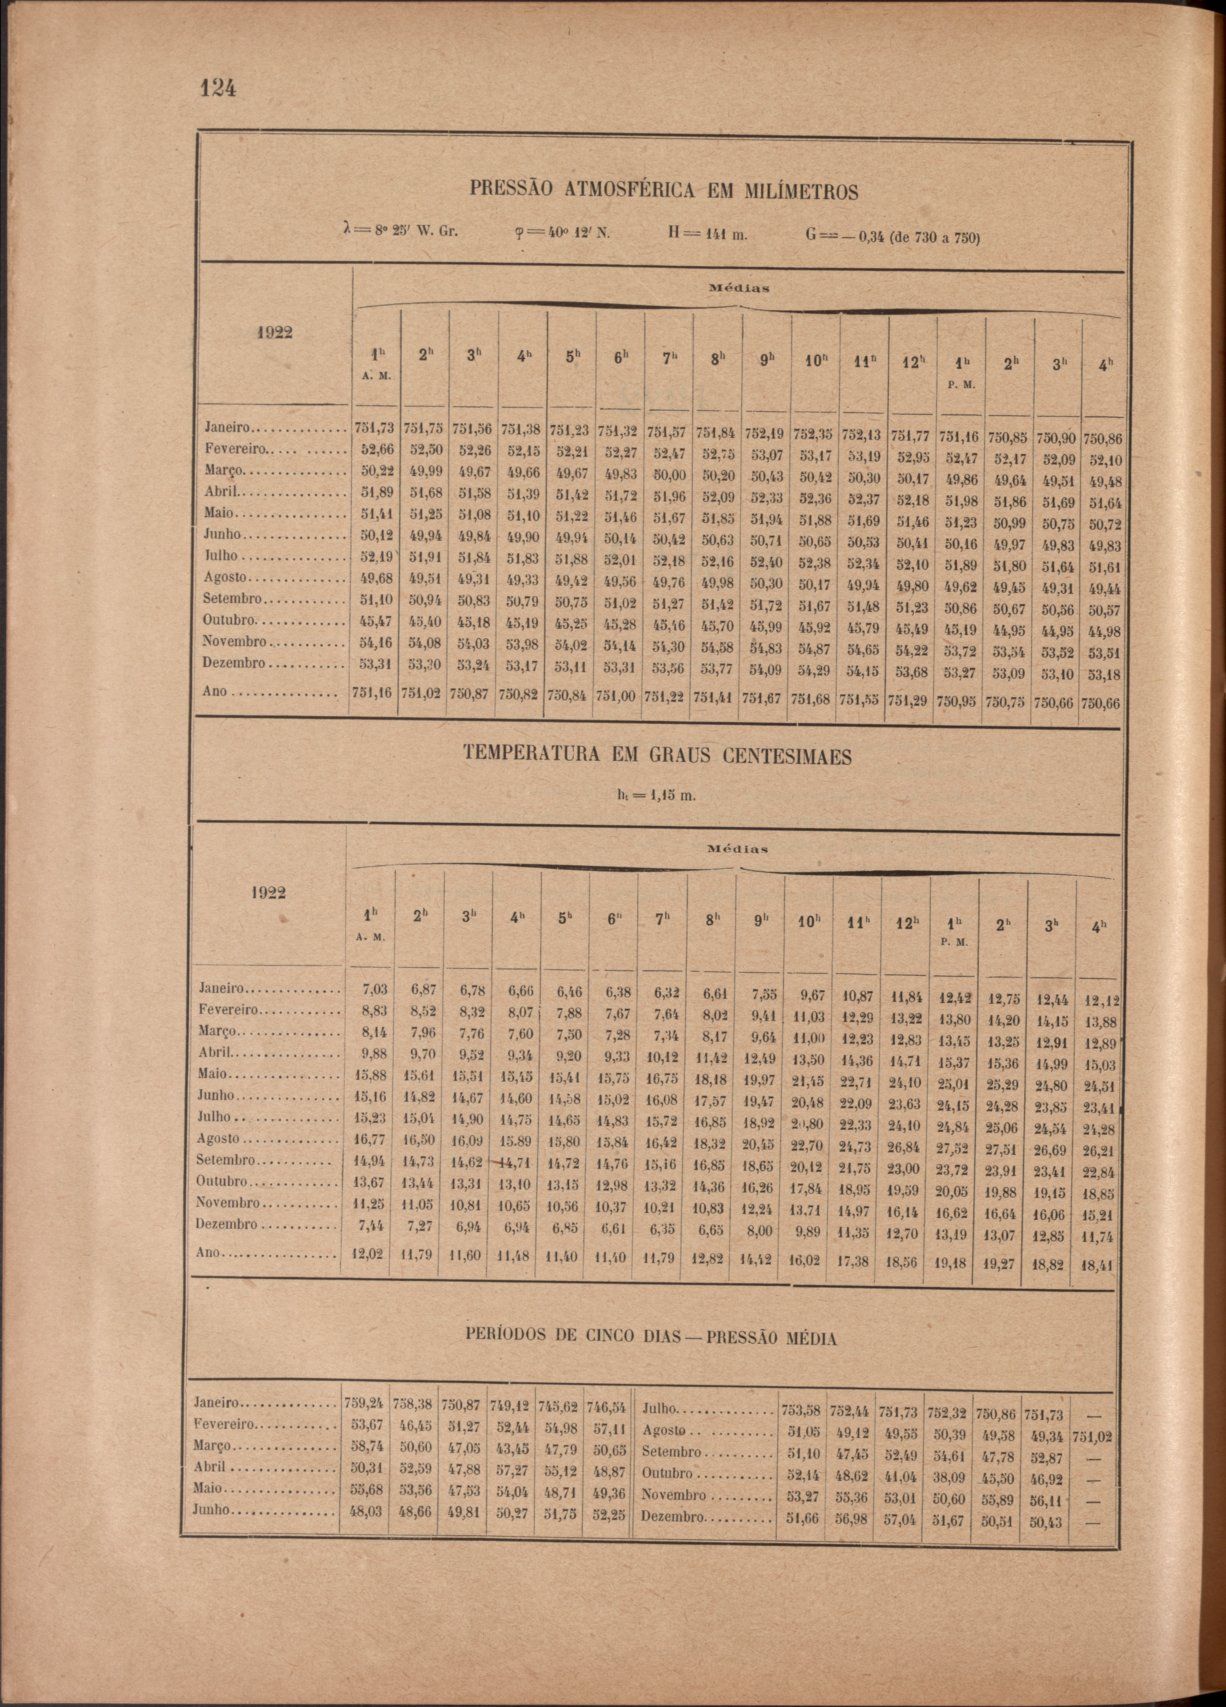 124
PRESSÃO ATMOSFÉRICA EM MILÍMETROS
λ = 8º 25′ W. Gr. φ = 40º 12′ N. H = 141 m. G = — 0,34 (de 730 a 750)
Médias
1922
1h 2h 3h 4h 5h 6h 7h 8h 9h 10h 11h 12h 1h 2h 3h 4h
A. M. P. M.
Janeiro.............. 751,73 751,75 751,56 751,38 751,23 751,32 751,57 751,84 752,19 752,35 752,13 751,77 751,16 750,85 750,90 750,86
Fevereiro..... ...... 52,66 52,50 52,26 52,15 52,21 52,27 52,47 52,75 53,07 53,17 53,19 52,95 52,47 52,17 52,09 52,10
Março............... 50,22 49,99 49,67 49,66 49,67 49,83 50,00 50,20 50,43 50,42 50,30 50,17 49,86 49,64 49,51 49,48
Abril................ 51,89 51,68 51,58 51,39 51,42 51,72 51,96 52,09 52,33 52,36 52,37 52,18 51,98 51,86 51,69 51,64
Maio................ 51,41 51,25 51,08 51,10 51,22 51,46 51,67 51,85 51,94 51,88 51,69 51,46 51,23 50,99 50,75 50,72
Junho............... 50,12 49,94 49,84 49,90 49,94 50,14 50,42 50,63 50,71 50,65 50,53 50,41 50,16 49,97 49,83 49,83
Julho ............... 52,19 51,91 51,84 51,83 51,88 52,01 52,18 52,16 52,40 52,38 52,34 52,10 51,89 51,80 51,64 51,61
Agosto.............. 49,68 49,51 49,31 49,33 49,42 49,56 49,76 49,98 50,30 50,17 49,94 49,80 49,62 49,45 49,31 49,44
Setembro............ 51,10 50,94 50,83 50,79 50,75 51,02 51,27 51,42 51,72 51,67 51,48 51,23 50,86 50,67 50,56 50,57
Outubro............. 45,47 45,40 45,18 45,19 45,25 45,28 45,46 45,70 45,99 45,92 45,79 45,49 45,19 44,95 44,95 44,98
Novembro........... 54,16 54,08 54,03 53,98 54,02 54,14 54,30 54,58 54,83 54,87 54,65 54,22 53,72 53,54 53,52 53,51
Dezembro ........... 53,31 53,30 53,24 53,17 53,11 53,31 53,56 53,77 54,09 54,29 54,15 53,68 53,27 53,09 53,10 53,18
Ano ................ 751,16 751,02 750,87 750,82 750,84 751,00 751,22 751,41 751,67 751,68 751,55 751,29 750,95 750,75 750,66 750,66
TEMPERATURA EM GRAUS CENTESIMAES
ht = 1,15 m.
Médias
1922
1h 2h 3h 4h 5h 6h 7h 8h 9h 10h 11h 12h 1h 2h 3h 4h
A. M. P. M.
Janeiro.............. 7,03 6,87 6,78 6,66 6,46 6,38 6,32 6,61 7,55 9,67 10,87 11,84 12,42 12,75 12,44 12,12
Fevereiro............ 8,83 8,52 8,32 8,07 7,88 7,67 7,64 8,02 9,41 11,03 12,29 13,22 13,80 14,20 14,15 13,88
Março............... 8,14 7,96 7,76 7,60 7,50 7,28 7,34 8,17 9,64 11,00 12,23 12,83 13,45 13,25 12,91 12,89
Abril................ 9,88 9,70 9,52 9,34 9,20 9,33 10,12 11,42 12,49 13,50 14,36 14,71 15,37 15,36 14,99 15,03
Maio................. 15,88 15,61 15,51 15,45 15,41 15,75 16,75 18,18 19,97 21,45 22,71 24,10 25,01 25,29 24,80 24,51
Junho............... 15,16 14,82 14,67 14,60 14,58 15,02 16,08 17,57 19,47 20,48 22,09 23,63 24,15 24,28 23,85 23,41
Julho .. ............. 15,23 15,04 14,90 14,75 14,65 14,83 15,72 16,85 18,92 20,80 22,33 24,10 24,84 25,06 24,54 24,28
Agosto .............. 16,77 16,50 16,09 15.89 15,80 15,84 16,42 18,32 20,45 22,70 24,73 26,84 27,52 27,51 26,69 26,21
Setembro........... 14,94 14,73 14,62 14,71 14,72 14,76 15,16 16,85 18,65 20,12 21,75 23,00 23,72 23,91 23,41 22,84
Outubro............. 13,67 13,44 13,31 13,10 13,15 12,98 13,32 14,36 16,26 17,84 18,95 19,59 20,05 19,88 19,15 18,85
Novembro........... 11,25 11,05 10,81 10,65 10,56 10,37 10,21 10,83 12,24 13.71 14,97 16,14 16,62 16,64 16,06 15,21
Dezembro ........... 7,44 7,27 6,94 6,94 6,85 6,61 6,35 6,65 8,00 9,89 11,35 12,70 13,19 13,07 12,85 11,74
Ano.................. 12,02 11,79 11,60 11,48 11,40 11,40 11,79 12,82 14,42 16,02 17,38 18,56 19,18 19,27 18,82 18,41
PERÍODOS DE CINCO DIAS — PRESSÃO MÉDIA
Janeiro.............. 759,24 758,38 750,87 749,12 745,62 746,54 Julho.............. 753,58 752,44 751,73 752,32 750,86 751,73 —
Fevereiro............ 53,67 46,45 51,27 52,44 54,98 57,11 Agosto .. .......... 51,05 49,12 49,55 50,39 49,58 49,34 751,02
Março............... 58,74 50,60 47,05 43,45 47,79 50,65 Setembro .......... 51,10 47,45 52,49 54,61 47,78 52,87 —
Abril ................ 50,31 52,59 47,88 57,27 55,12 48,87 Outubro ........... 52,14 48,62 41,04 38,09 45,50 46,92 —
Maio................. 55,68 53,56 47,53 54,04 48,71 49,36 Novembro ......... 53,27 55,36 53,01 50,60 55,89 56,11 —
Junho............... 48,03 48,66 49,81 50,27 51,75 52,25 Dezembro.......... 51,66 56,98 57,04 51,67 50,51 50,43 —